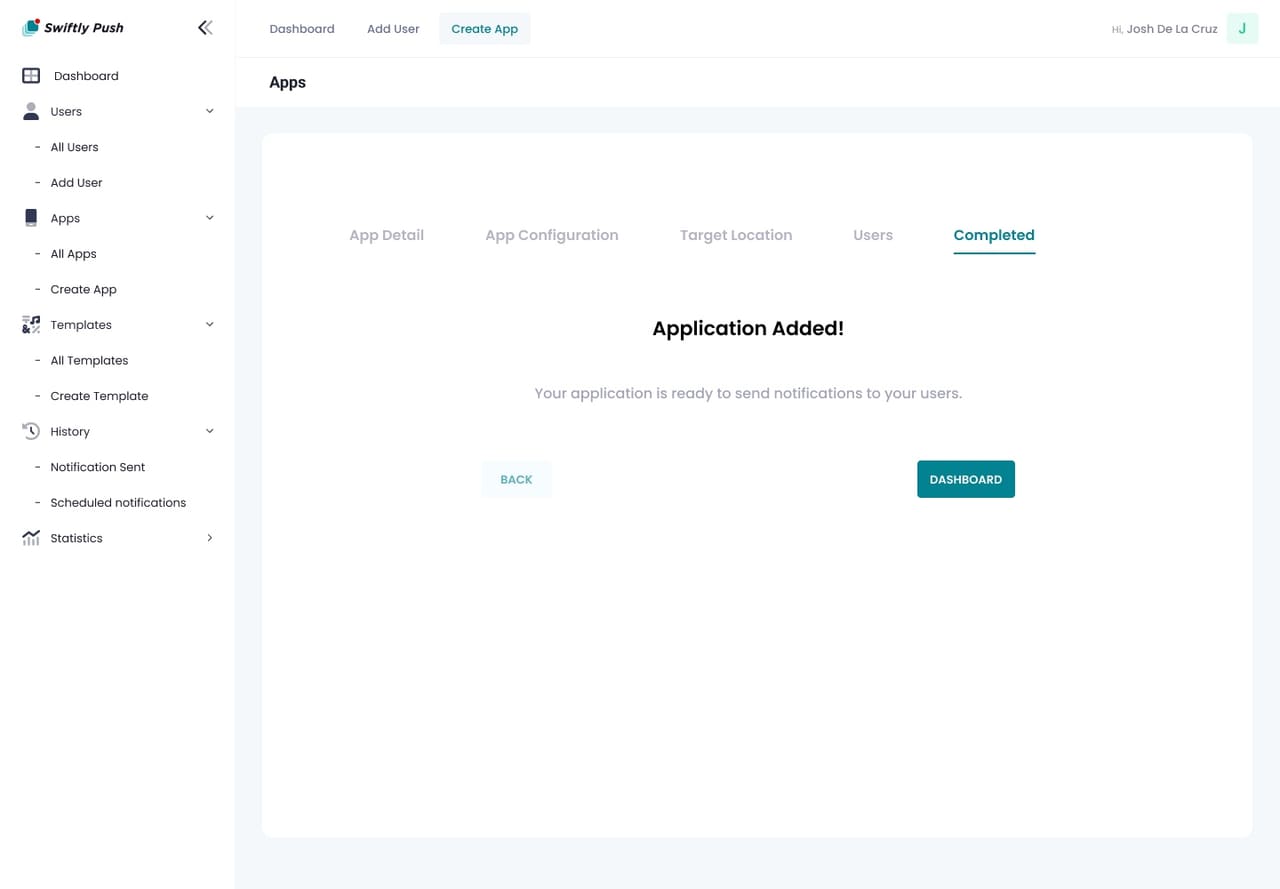 Swiftly Push
Dashboard
Users
- All Users
- Add User
Apps
- All Apps
- Create App
Templates
- All Templates
- Create Template
History
- Notification Sent
- Scheduled notifications
Statistics
Dashboard Add User Create App
Hi, Josh De La Cruz J
Apps
App Detail App Configuration Target Location Users Completed
Application Added!
Your application is ready to send notifications to your users.
BACK DASHBOARD